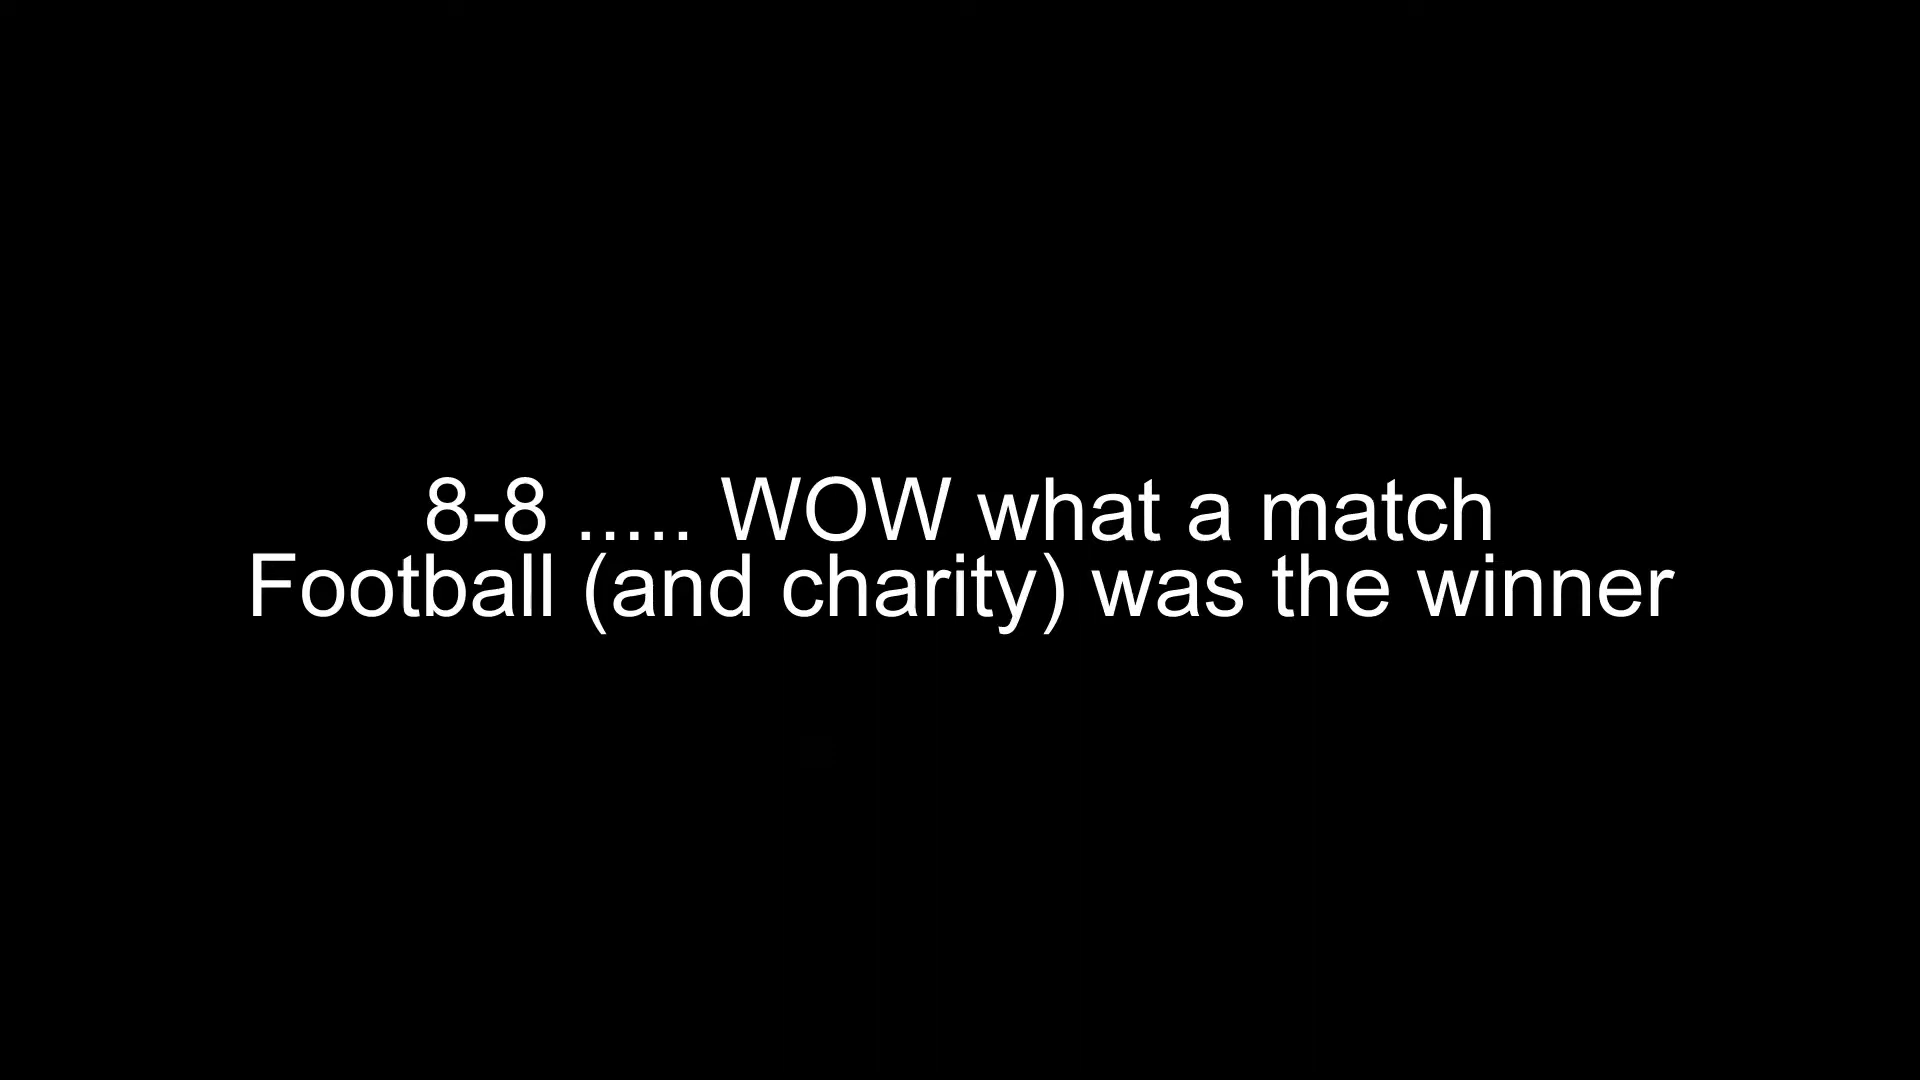 8-8 ..... WOW what a match
Football (and charity) was the winner